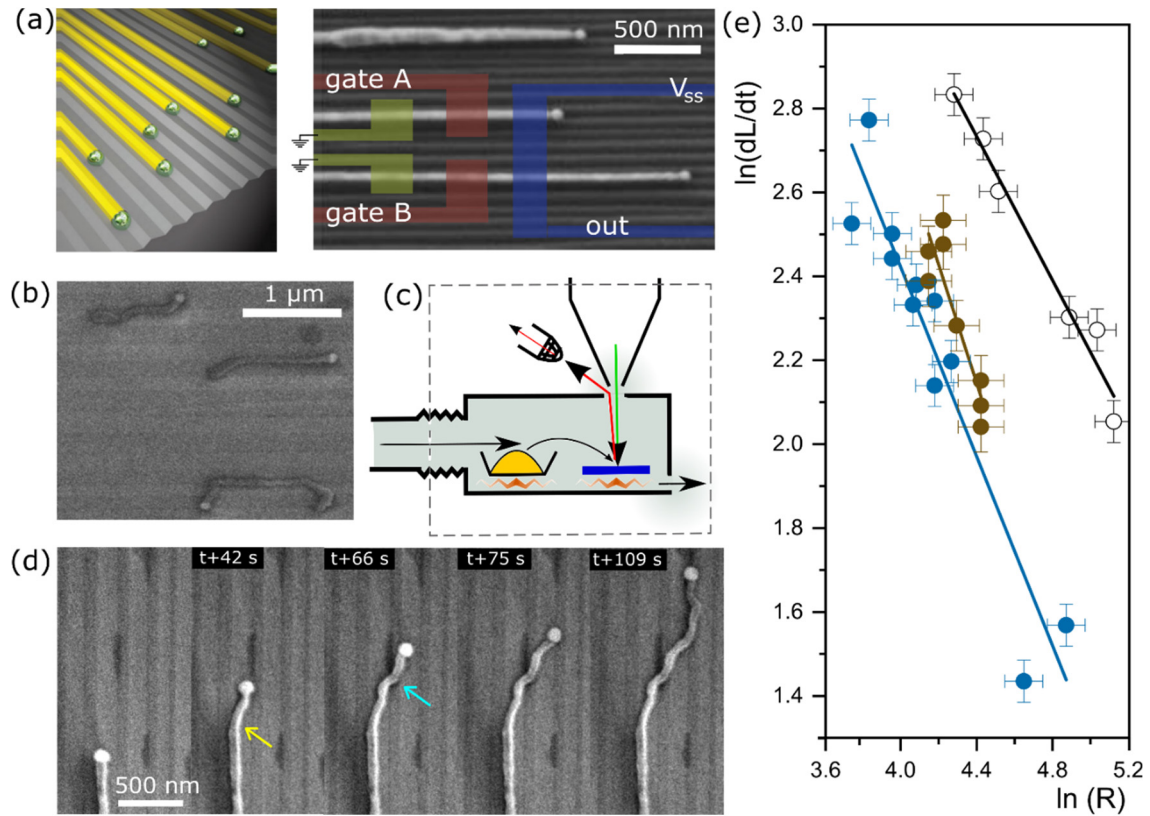 (a)
500 nm
gate A
Vss
gate B
out
(b)
1 µm
(c)
(d)
t+42 s
t+66 s
t+75 s
t+109 s
500 nm
(e)
ln(dL/dt)
3.0
2.8
2.6
2.4
2.2
2.0
1.8
1.6
1.4
3.6
4.0
4.4
4.8
5.2
ln (R)